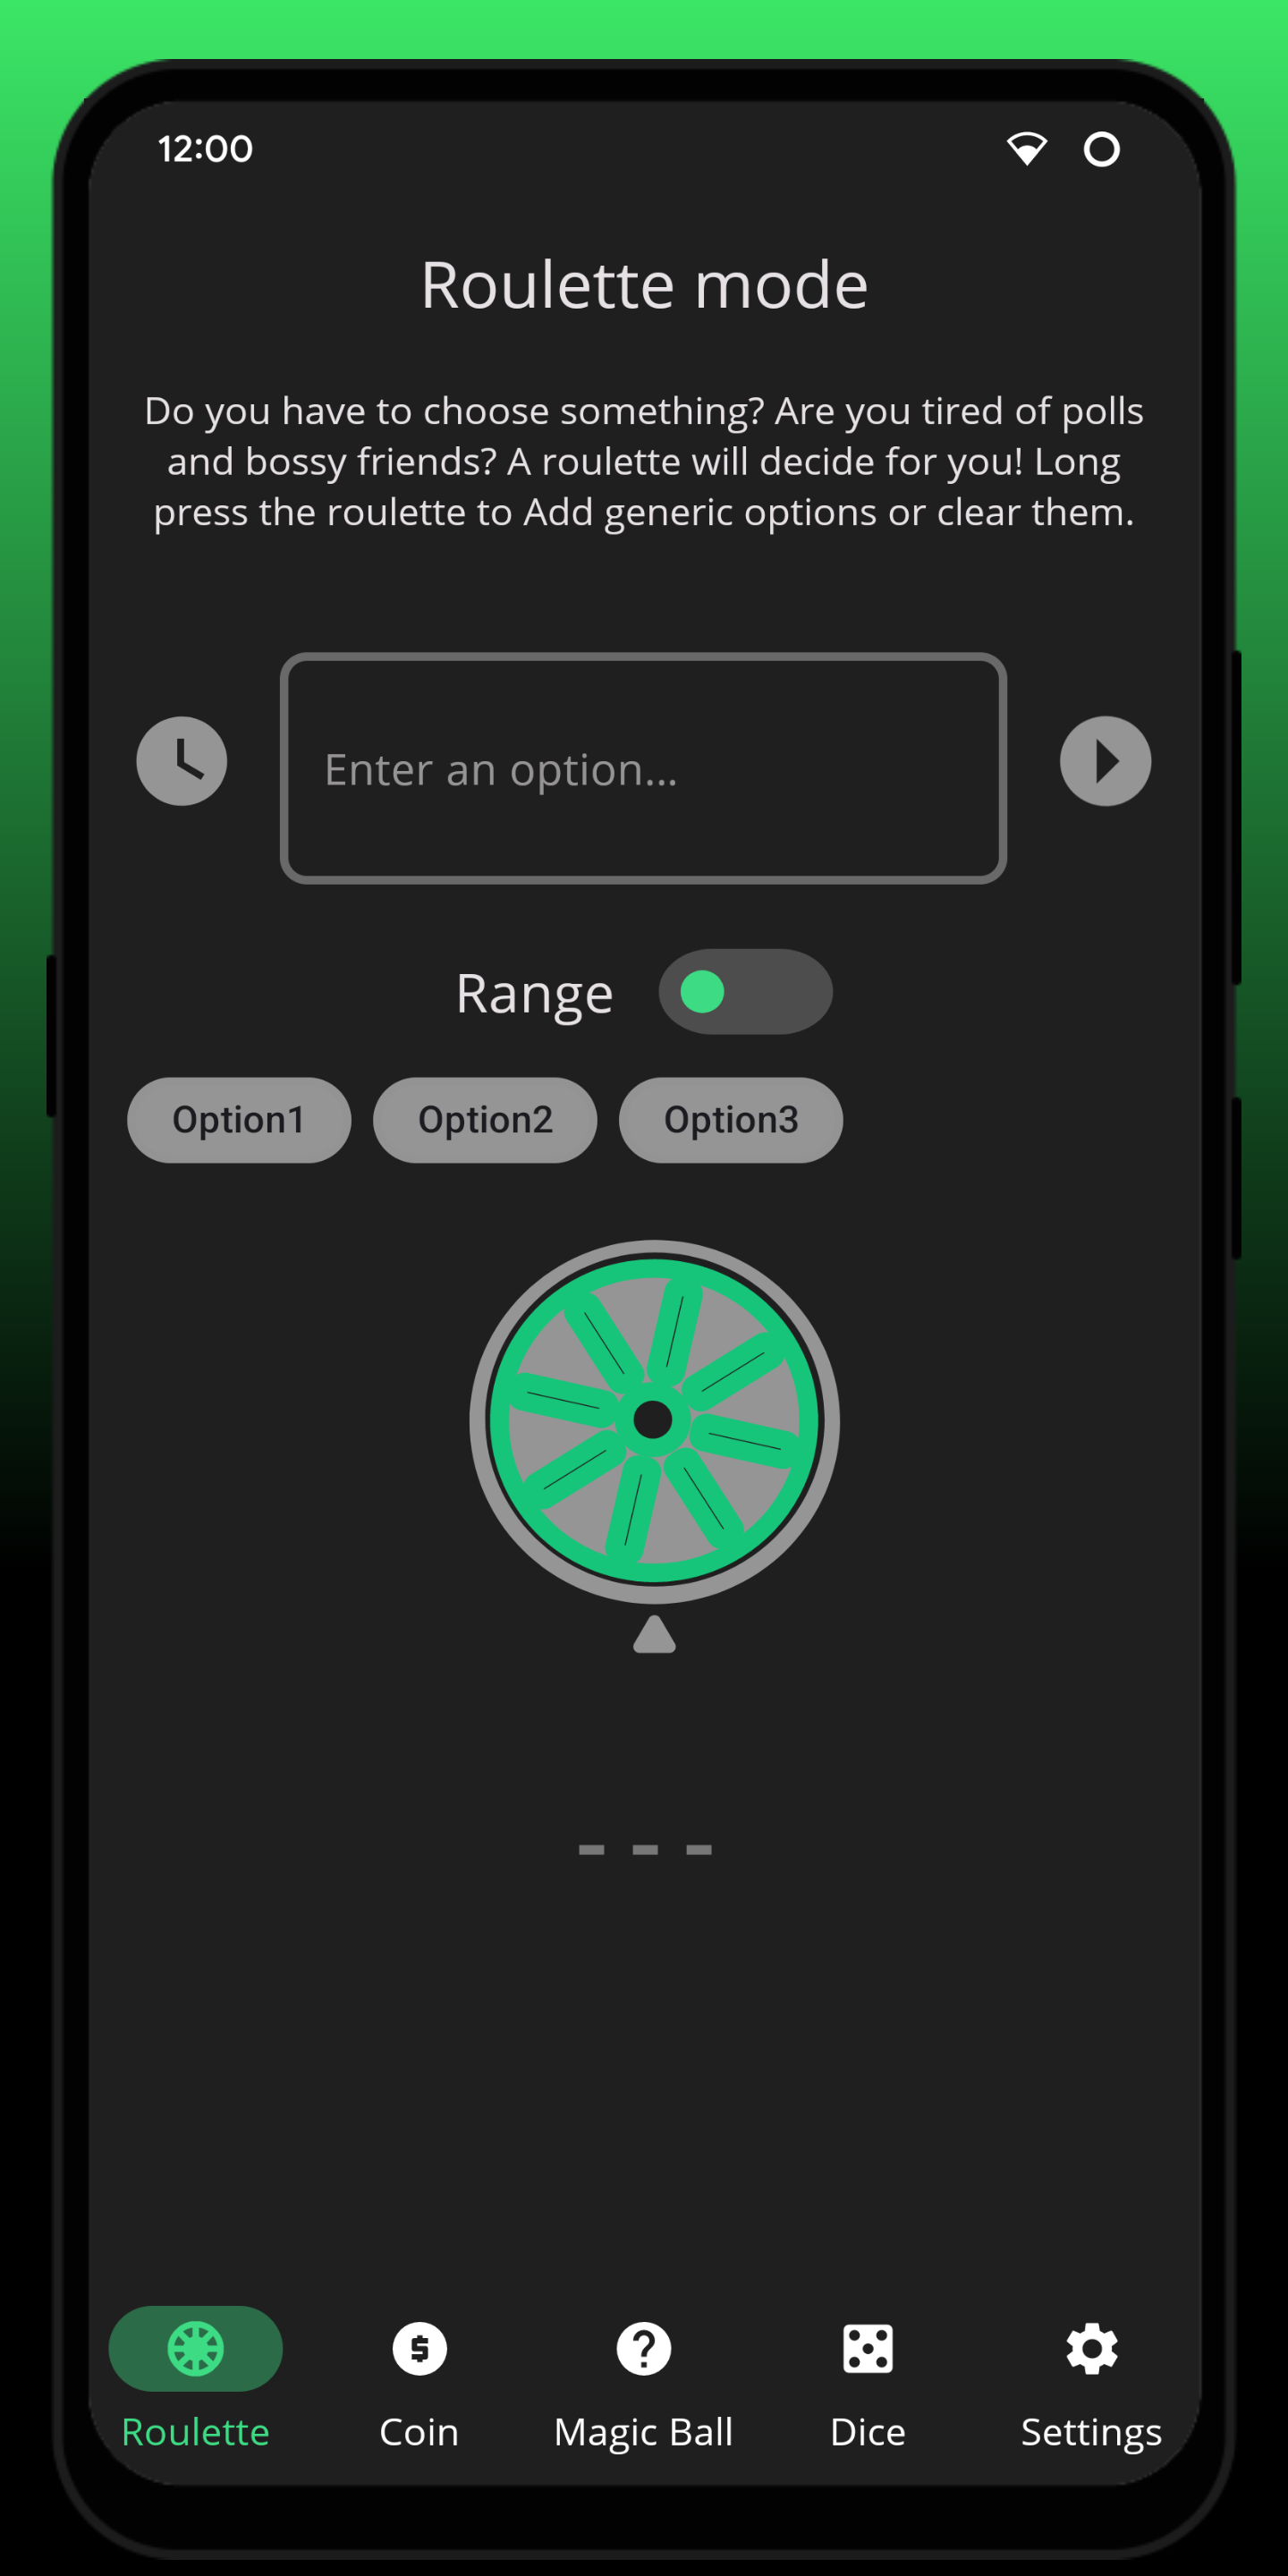 12:00
Roulette mode
Do you have to choose something? Are you tired of polls
and bossy friends? A roulette will decide for you! Long
press the roulette to Add generic options or clear them.
Enter an option...
Range
Option1 Option2 Option3
- - -
Roulette Coin Magic Ball Dice Settings